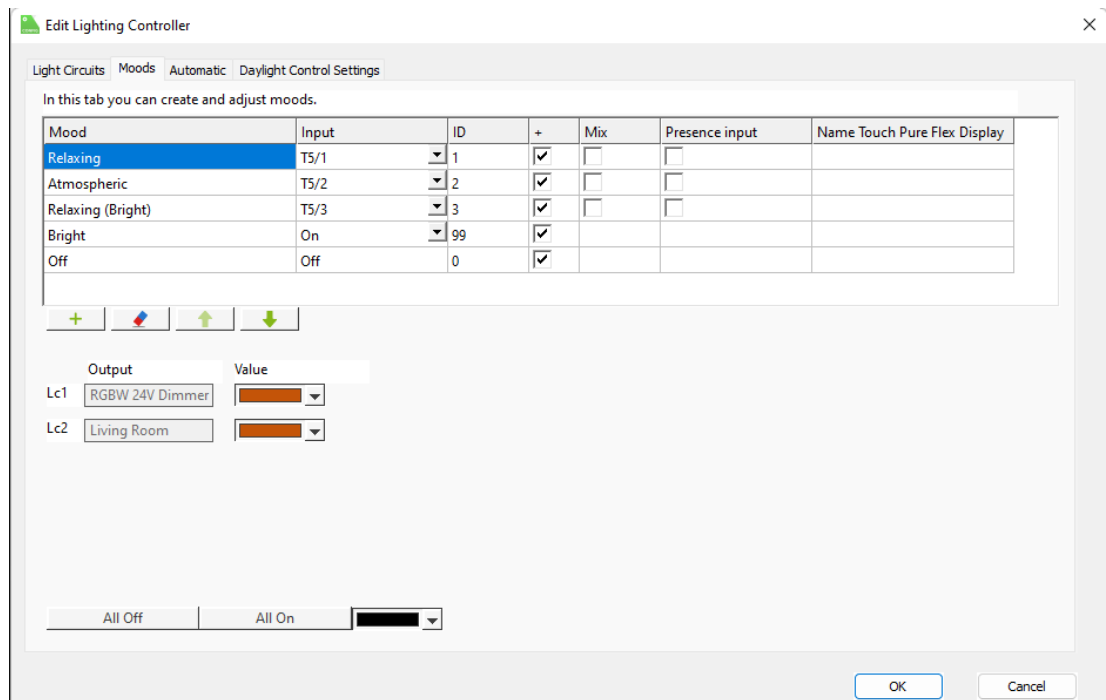 Edit Lighting Controller
Light Circuits Moods Automatic Daylight Control Settings
In this tab you can create and adjust moods.
Mood Input ID + Mix Presence input Name Touch Pure Flex Display
Relaxing T5/1 1
Atmospheric T5/2 2
Relaxing (Bright) T5/3 3
Bright On 99
Off Off 0
Output Value
Lc1 RGBW 24V Dimmer
Lc2 Living Room
All Off All On
OK Cancel